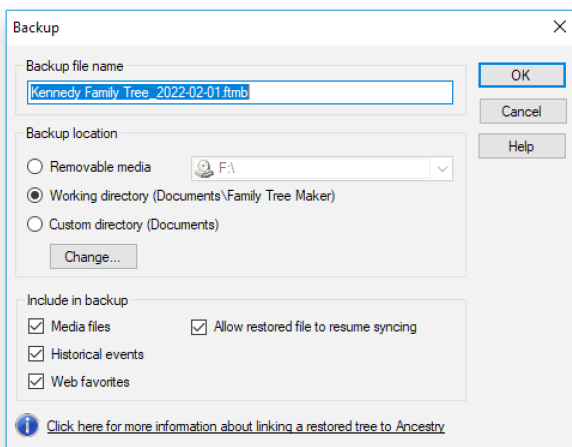 Backup
Backup file name
Kennedy Family Tree_2022-02-01.ftmb
OK
Cancel
Help
Backup location
Removable media
F:\
Working directory (Documents\Family Tree Maker)
Custom directory (Documents)
Change...
Include in backup
Media files
Allow restored file to resume syncing
Historical events
Web favorites
Click here for more information about linking a restored tree to Ancestry